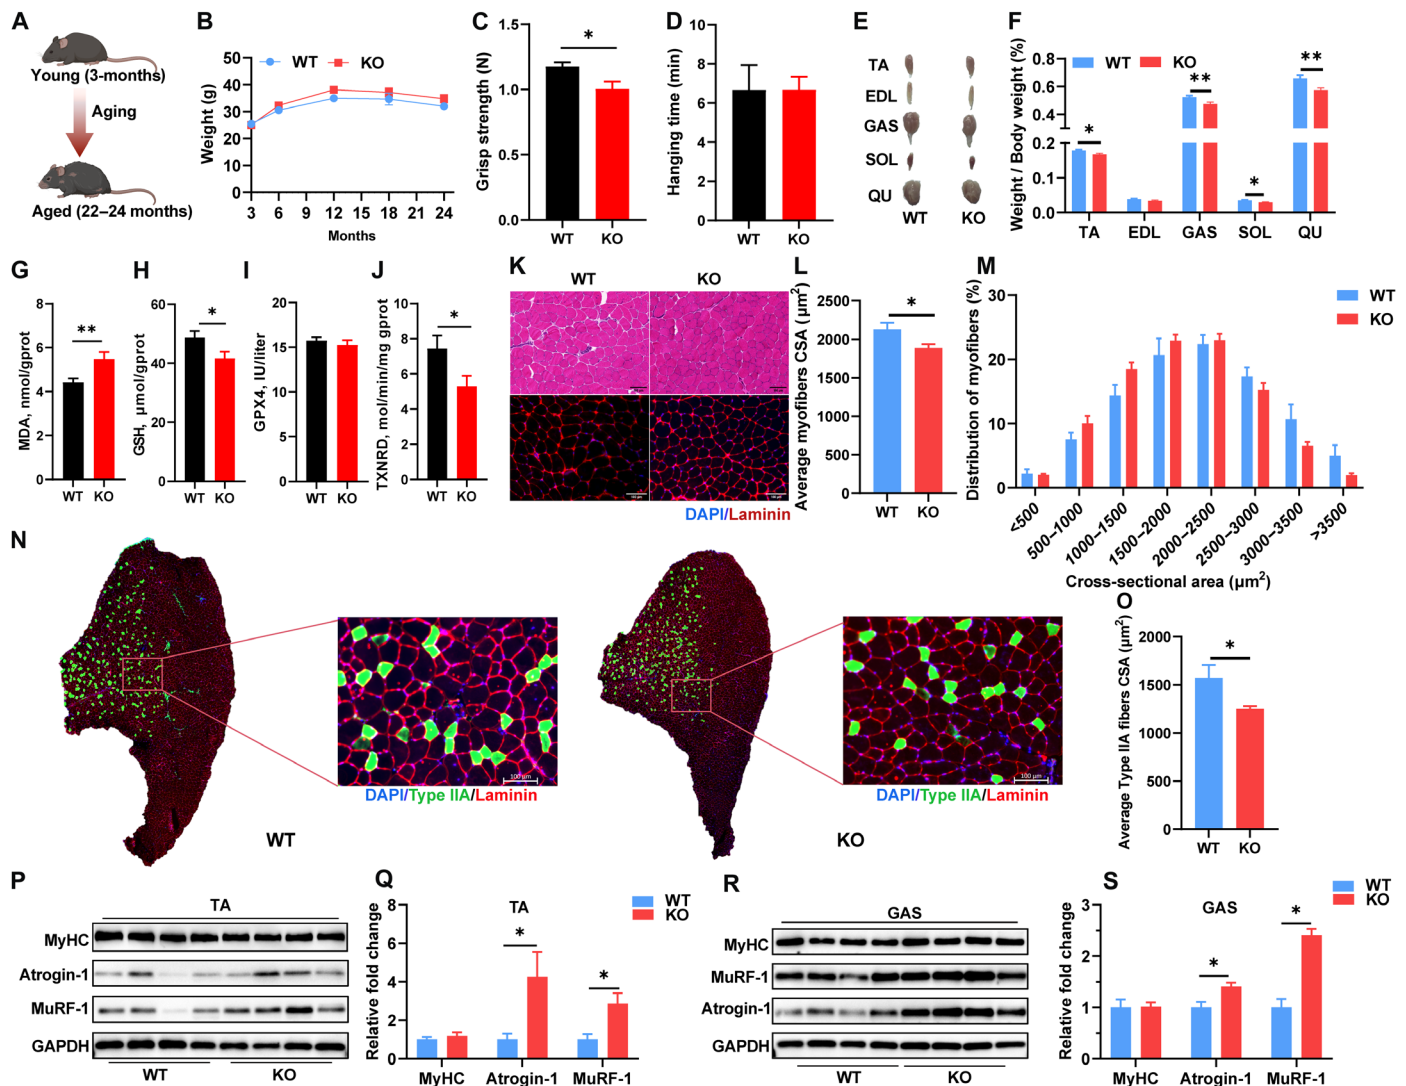 A
Young (3-months)
Aging
Aged (22–24 months)
B
WT KO
Weight (g)
50
40
30
20
10
0
3 6 9 12 15 18 21 24
Months
C
Grisp strength (N)
1.5
1.0
0.5
0.0
*
WT KO
D
Hanging time (min)
10
8
6
4
2
0
WT KO
E
TA
EDL
GAS
SOL
QU
WT KO
F
WT KO
Weight / Body weight (%)
0.8
0.6
0.4
0.2
0.1
0.0
* ** * **
TA EDL GAS SOL QU
G
MDA, nmol/gprot
8
6
4
2
0
**
WT KO
H
GSH, μmol/gprot
60
40
20
0
*
WT KO
I
GPX4, IU/liter
20
15
10
5
0
WT KO
J
TXNRD, mol/min/mg gprot
10
8
6
4
2
0
*
WT KO
K
WT KO
DAPI/Laminin
L
Average myofibers CSA (μm²)
2500
2000
1500
1000
500
0
*
WT KO
M
Distribution of myofibers (%)
30
20
10
0
WT
KO
<500 500–1000 1000–1500 1500–2000 2000–2500 2500–3000 3000–3500 >3500
Cross-sectional area (μm²)
N
100 μm
DAPI/Type IIA/Laminin
WT
100 μm
DAPI/Type IIA/Laminin
KO
O
Average Type IIA fibers CSA (μm²)
2000
1500
1000
500
0
*
WT KO
P
TA
MyHC
Atrogin-1
MuRF-1
GAPDH
WT KO
Q
TA
WT
KO
Relative fold change
8
6
4
2
0
* *
MyHC Atrogin-1 MuRF-1
R
GAS
MyHC
MuRF-1
Atrogin-1
GAPDH
WT KO
S
GAS
WT
KO
Relative fold change
3
2
1
0
* *
MyHC Atrogin-1 MuRF-1